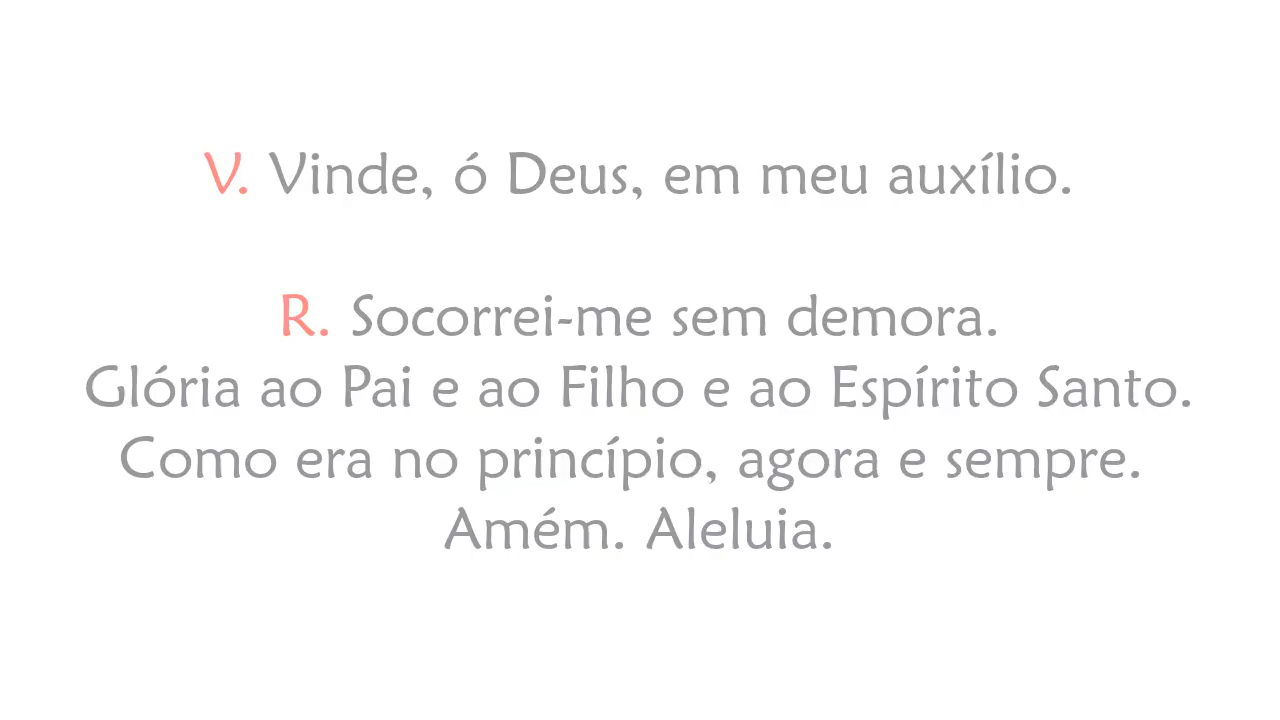 V. Vinde, ó Deus, em meu auxílio.
R. Socorrei-me sem demora.
Glória ao Pai e ao Filho e ao Espírito Santo.
Como era no princípio, agora e sempre.
Amém. Aleluia.